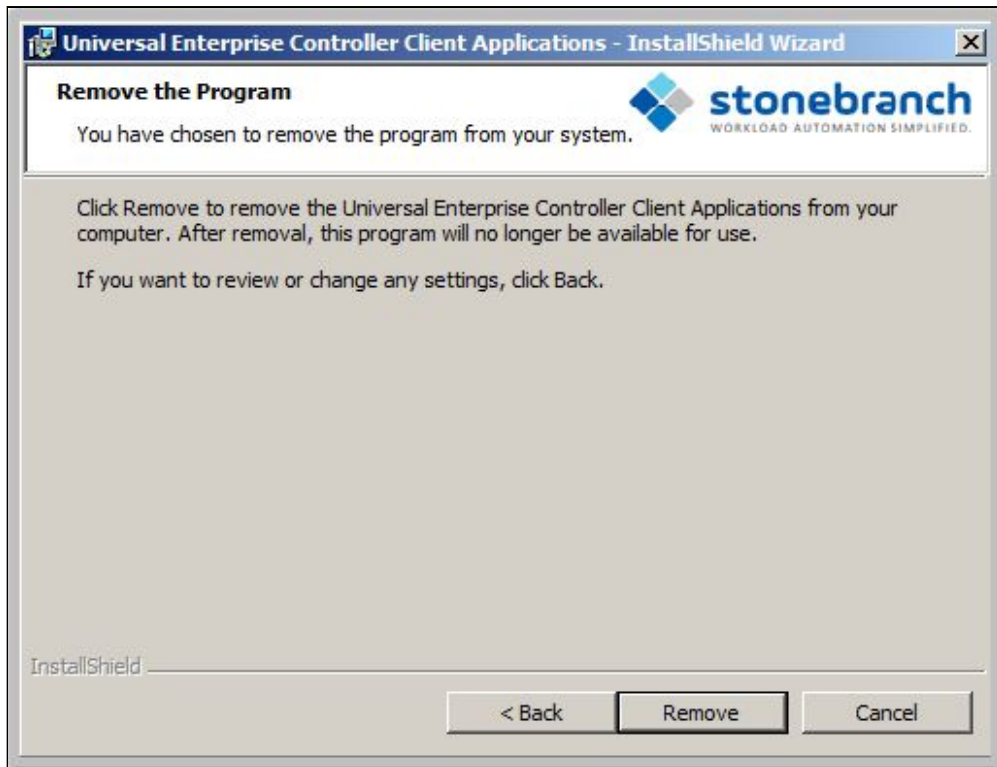 Universal Enterprise Controller Client Applications - InstallShield Wizard
Remove the Program
You have chosen to remove the program from your system.
stonebranch
WORKLOAD AUTOMATION SIMPLIFIED.
Click Remove to remove the Universal Enterprise Controller Client Applications from your
computer. After removal, this program will no longer be available for use.
If you want to review or change any settings, click Back.
InstallShield
< Back
Remove
Cancel